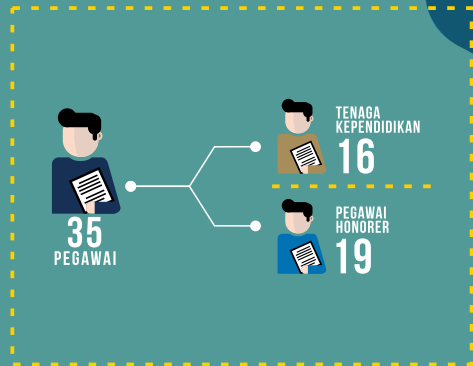 35
PEGAWAI
TENAGA
KEPENDIDIKAN
16
PEGAWAI
HONORER
19